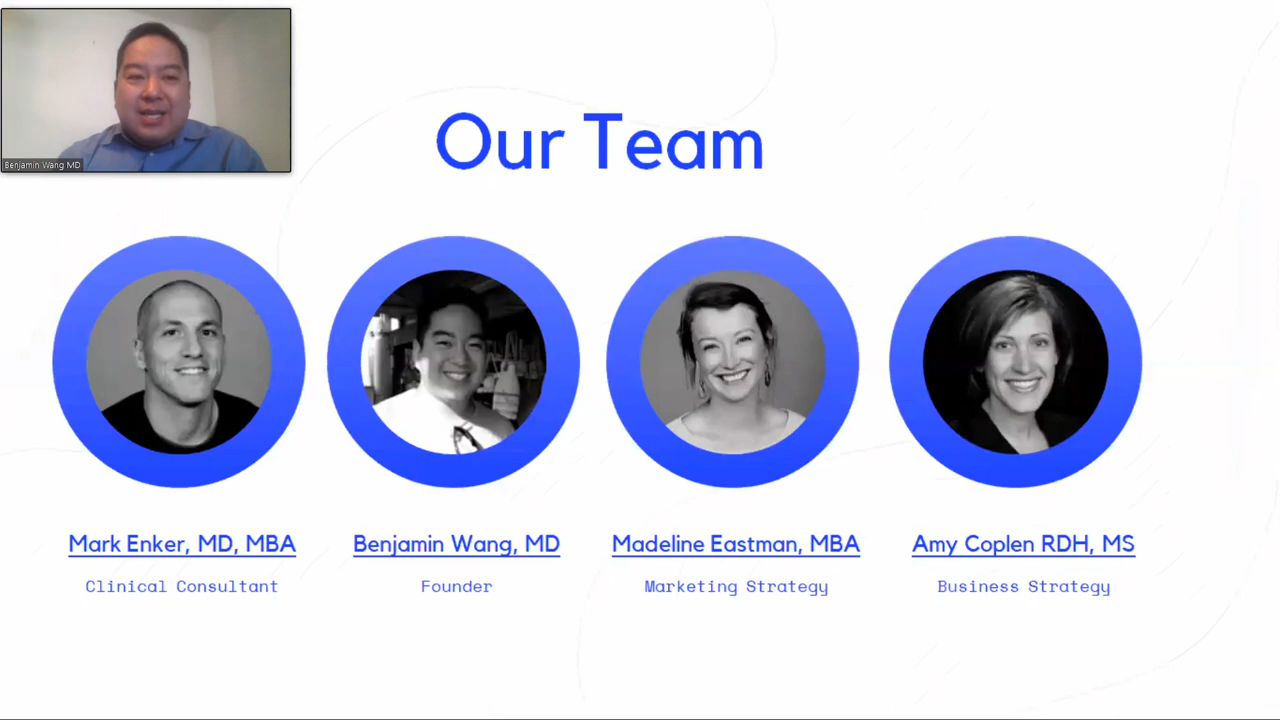 Benjamin Wang MD
Our Team
Mark Enker, MD, MBA
Benjamin Wang, MD
Madeline Eastman, MBA
Amy Coplen RDH, MS
Clinical Consultant
Founder
Marketing Strategy
Business Strategy